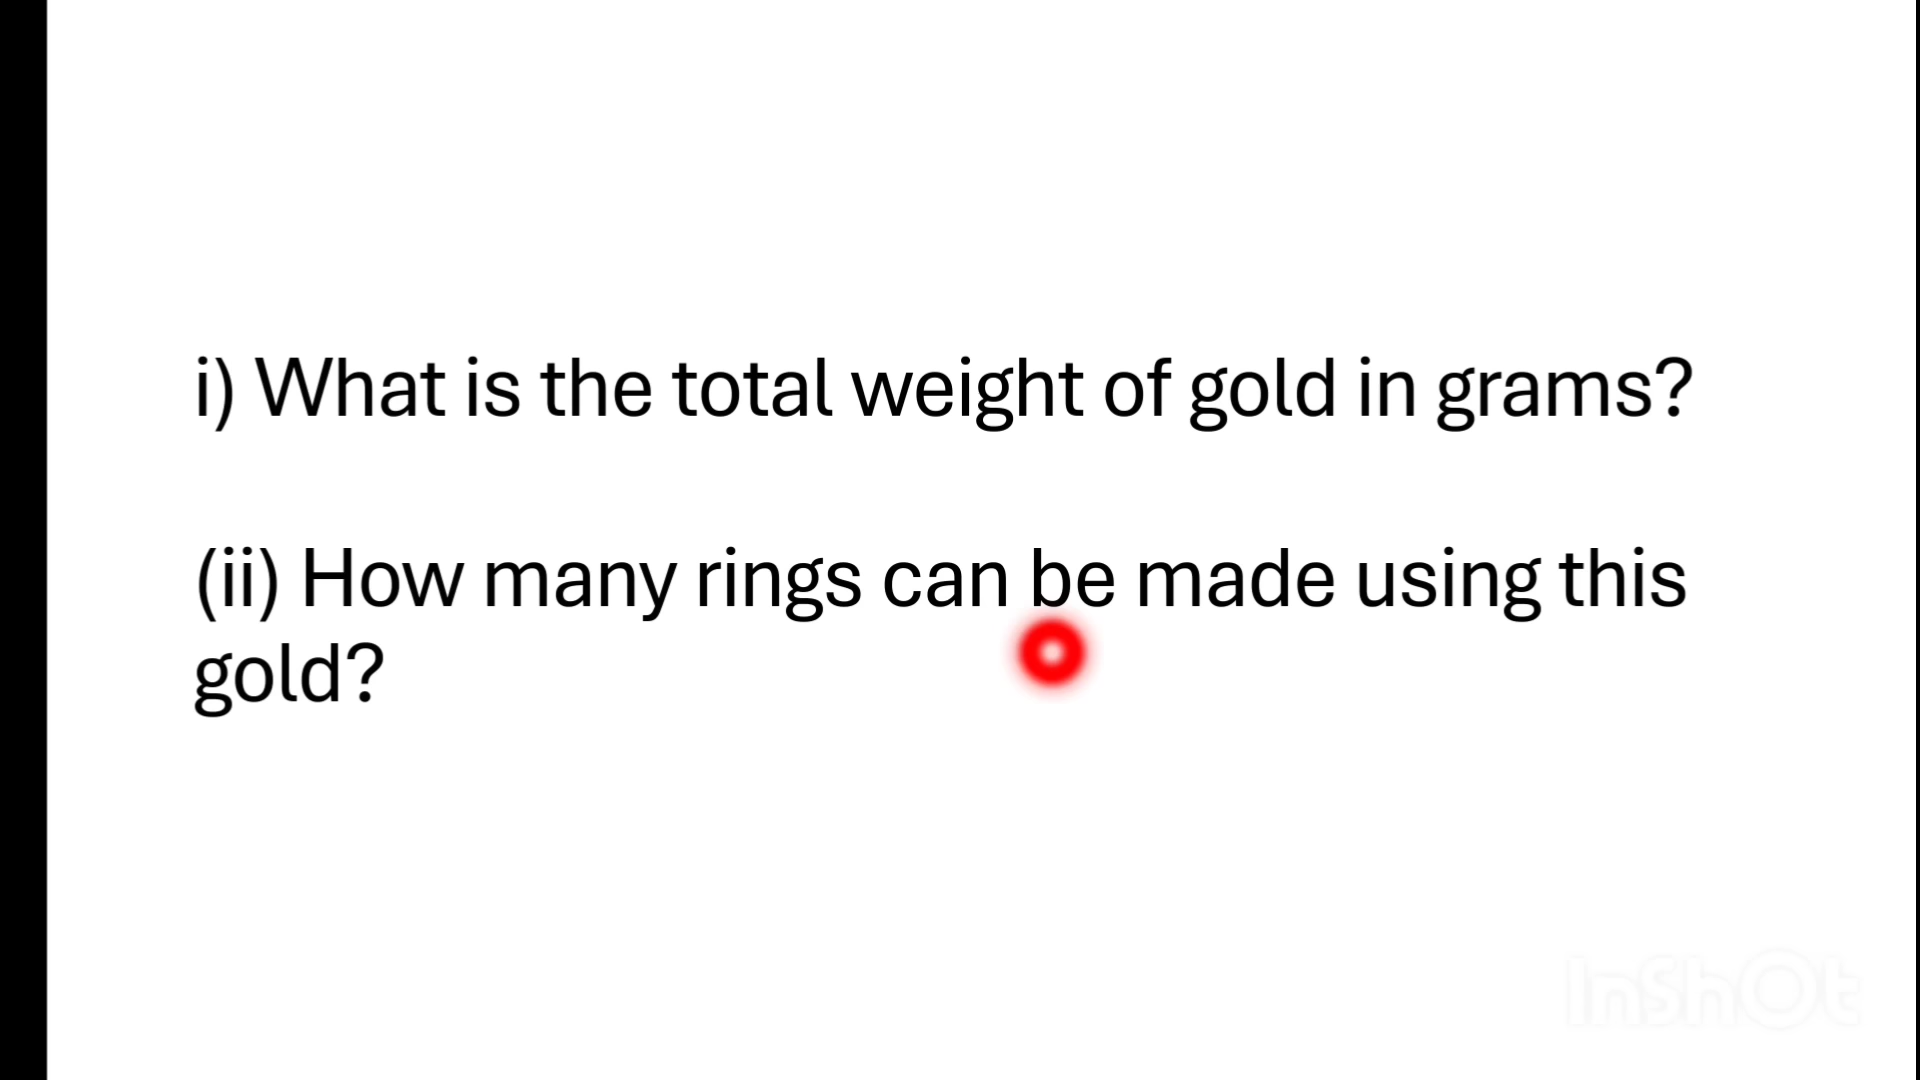 i) What is the total weight of gold in grams?
(ii) How many rings can be made using this
gold?
InShOt